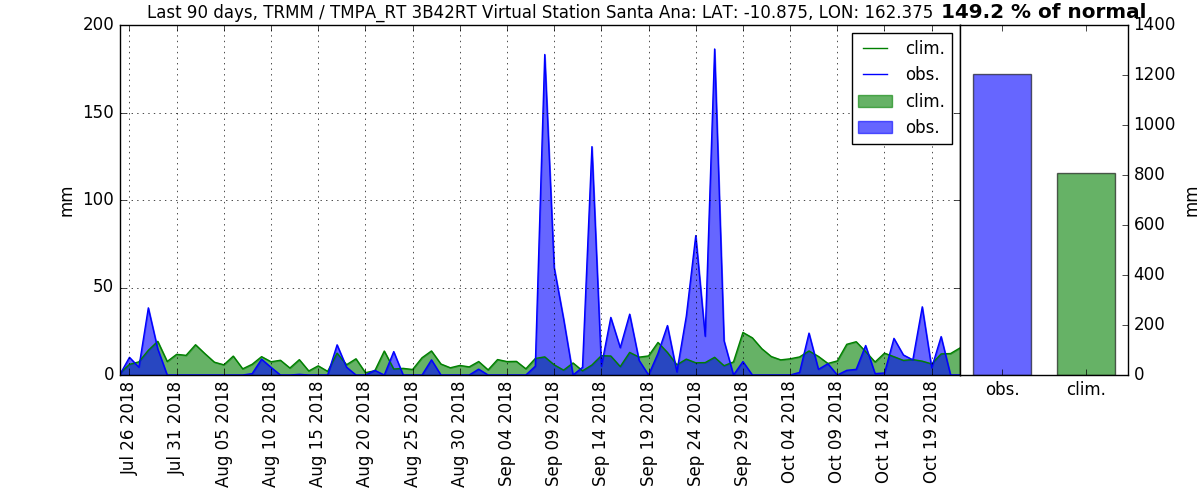 Last 90 days, TRMM / TMPA_RT 3B42RT Virtual Station Santa Ana: LAT: -10.875, LON: 162.375 149.2 % of normal
200
150
100
50
0
mm
clim.
obs.
clim.
obs.
1400
1200
1000
800
600
400
200
0
mm
obs.
clim.
Jul 26 2018
Jul 31 2018
Aug 05 2018
Aug 10 2018
Aug 15 2018
Aug 20 2018
Aug 25 2018
Aug 30 2018
Sep 04 2018
Sep 09 2018
Sep 14 2018
Sep 19 2018
Sep 24 2018
Sep 29 2018
Oct 04 2018
Oct 09 2018
Oct 14 2018
Oct 19 2018